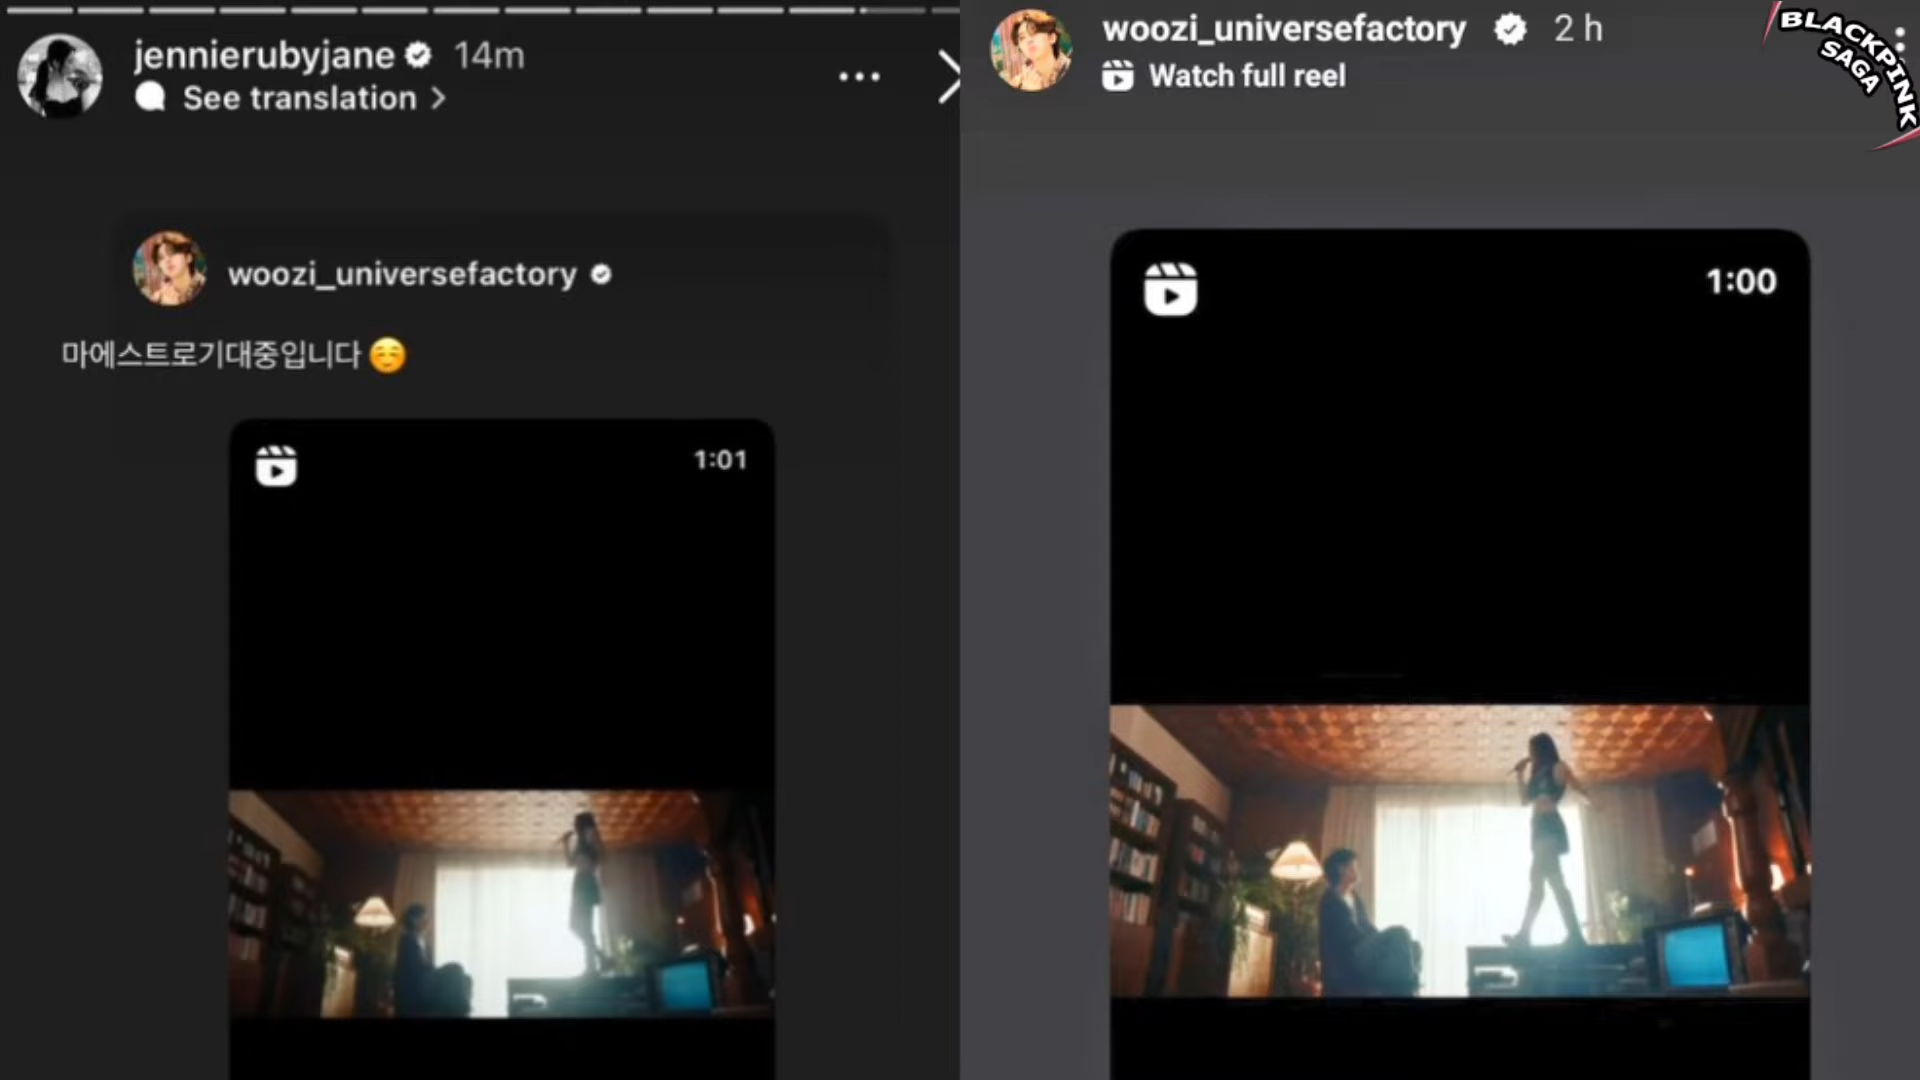 jennierubyjane 14m
See translation >
woozi_universefactory
마에스트로기대중입니다 ☺️
1:01
woozi_universefactory 2 h
Watch full reel
1:00
BLACKPINK
SAGA